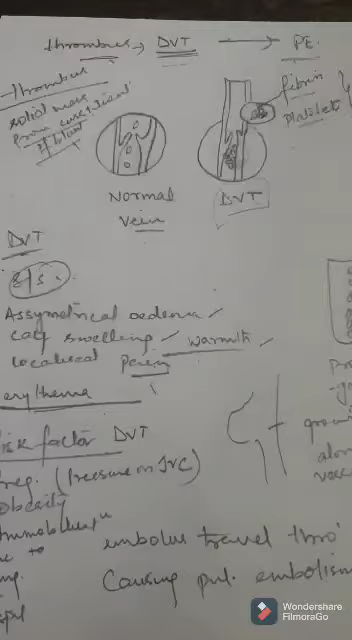 Thrombus → DVT → PE.
Thrombus
solid mass
from constituent
of blood
fibrin
Platelets
Normal
Vein
DVT
DVT
S/S.
Assymetrical oedema
calf swelling warmth
Localised Pain
erythema
risk factor DVT
Preg. (Pressure on IVC)
obesity
to
embolus travel thro'
Causing pul. embolism
Wondershare
FilmoraGo